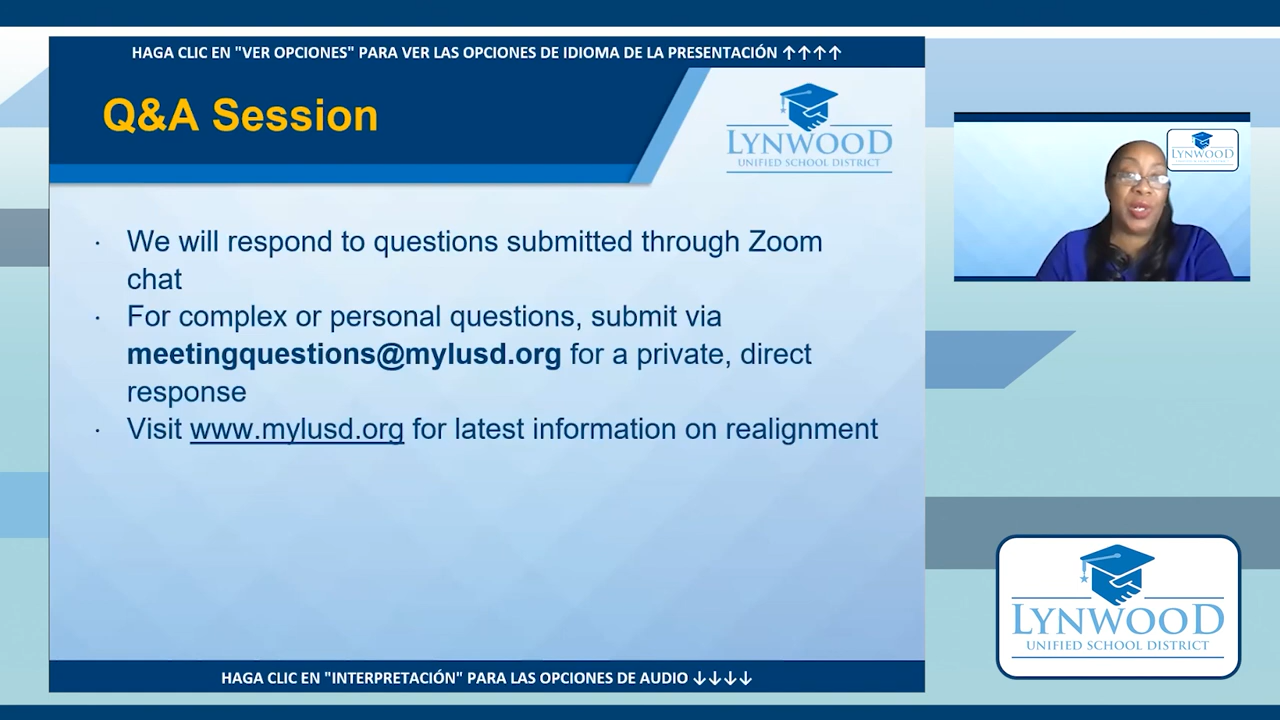 HAGA CLIC EN "VER OPCIONES" PARA VER LAS OPCIONES DE IDIOMA DE LA PRESENTACIÓN ↑↑↑↑
Q&A Session
LYNWOOD
UNIFIED SCHOOL DISTRICT
· We will respond to questions submitted through Zoom
chat
· For complex or personal questions, submit via
meetingquestions@mylusd.org for a private, direct
response
· Visit www.mylusd.org for latest information on realignment
HAGA CLIC EN "INTERPRETACIÓN" PARA LAS OPCIONES DE AUDIO ↓↓↓↓
LYNWOOD
LYNWOOD
UNIFIED SCHOOL DISTRICT